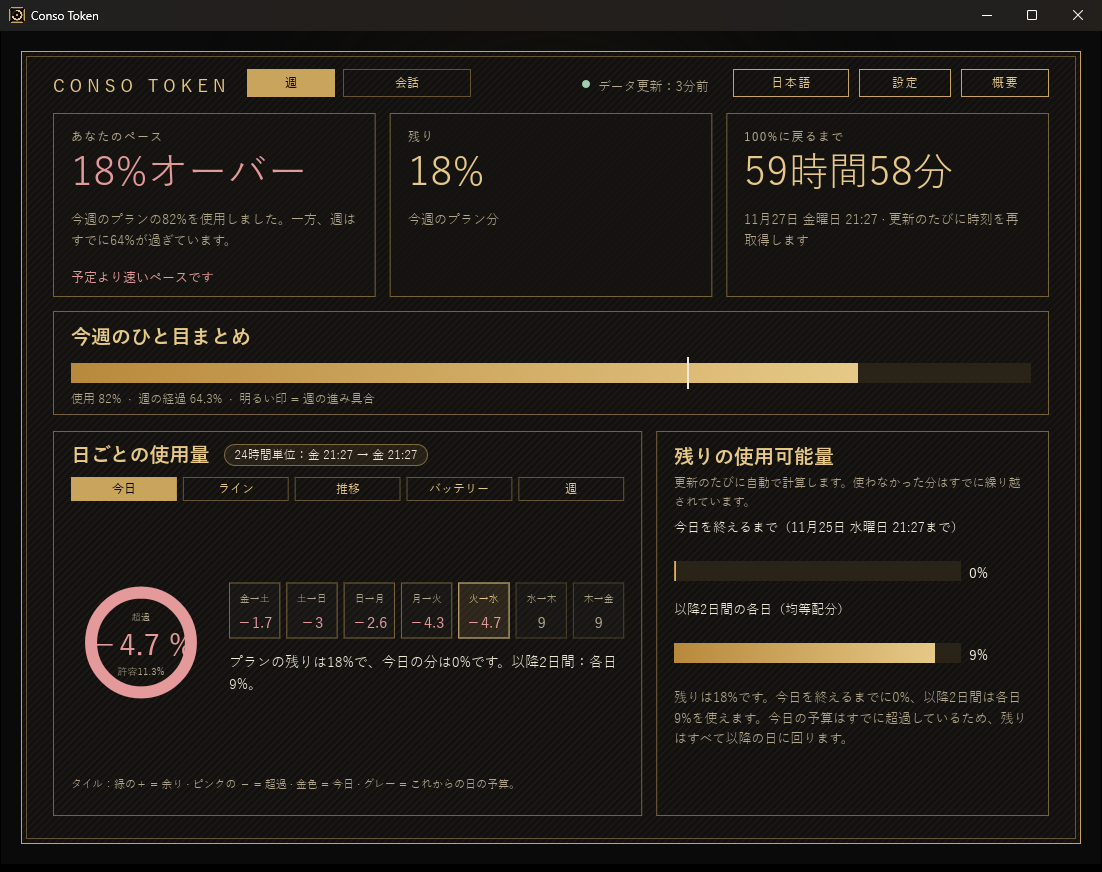 Conso Token
CONSO TOKEN
週
会話
データ更新：3分前
日本語
設定
概要
あなたのペース
18%オーバー
今週のプランの82%を使用しました。一方、週は
すでに64%が過ぎています。
予定より速いペースです
残り
18%
今週のプラン分
100%に戻るまで
59時間58分
11月27日 金曜日 21:27 · 更新のたびに時刻を再
取得します
今週のひと目まとめ
使用 82% · 週の経過 64.3% · 明るい印 = 週の進み具合
日ごとの使用量
24時間単位：金 21:27 → 金 21:27
今日
ライン
推移
バッテリー
週
超過
−4.7 %
許容11.3%
金→土
−1.7
土→日
−3
日→月
−2.6
月→火
−4.3
火→水
−4.7
水→木
9
木→金
9
プランの残りは18%で、今日の分は0%です。以降2日間：各日
9%。
タイル：緑の + = 余り · ピンクの − = 超過 · 金色 = 今日 · グレー = これからの日の予算。
残りの使用可能量
更新のたびに自動で計算します。使わなかった分はすでに繰り越
されています。
今日を終えるまで（11月25日 水曜日 21:27まで）
0%
以降2日間の各日（均等配分）
9%
残りは18%です。今日を終えるまでに0%、以降2日間は各日
9%を使えます。今日の予算はすでに超過しているため、残り
はすべて以降の日に回ります。